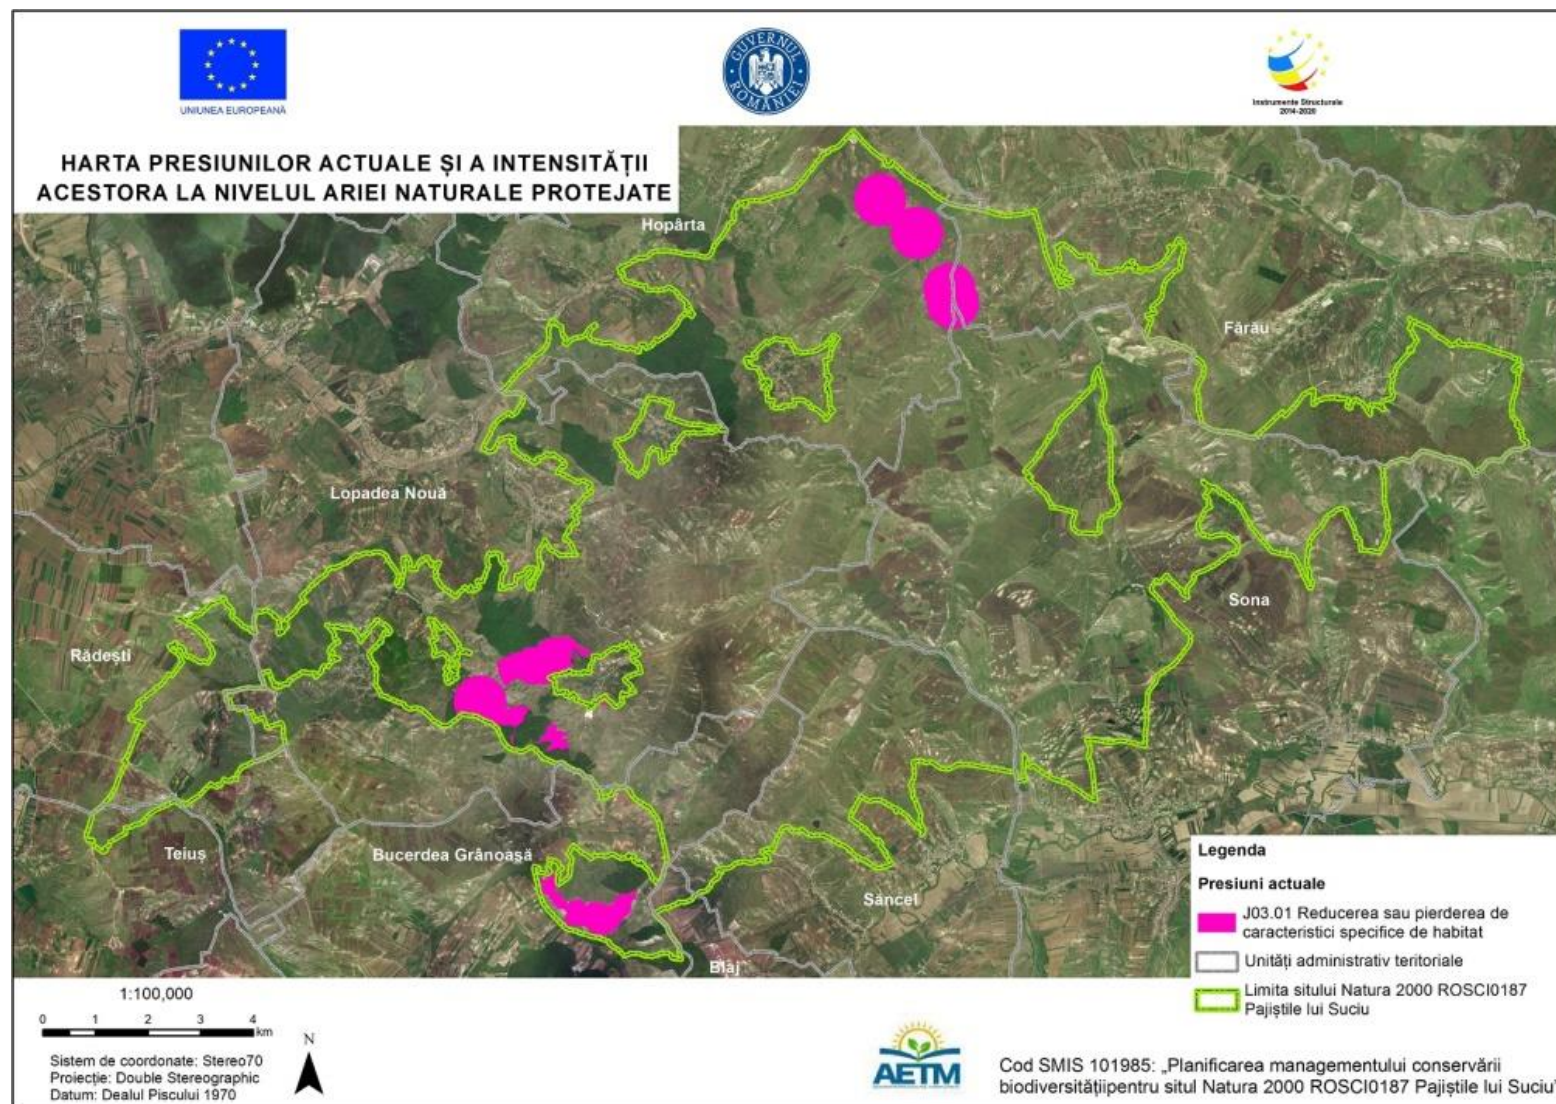 UNIUNEA EUROPEANĂ
GUVERNUL ROMÂNIEI
Instrumente Structurale
2014-2020
HARTA PRESIUNILOR ACTUALE ȘI A INTENSITĂȚII
ACESTORA LA NIVELUL ARIEI NATURALE PROTEJATE
Hopârta
Fărău
Lopadea Nouă
Sona
Rădești
Teiuș
Bucerdea Grânoasă
Sâncel
Blaj
Legenda
Presiuni actuale
J03.01 Reducerea sau pierderea de
caracteristici specifice de habitat
Unități administrativ teritoriale
Limita sitului Natura 2000 ROSCI0187
Pajiștile lui Suciu
1:100,000
0 1 2 3 4
km
N
Sistem de coordonate: Stereo70
Proiecție: Double Stereographic
Datum: Dealul Piscului 1970
AETM
Cod SMIS 101985: „Planificarea managementului conservării
biodiversitățiipentru situl Natura 2000 ROSCI0187 Pajiștile lui Suciu"